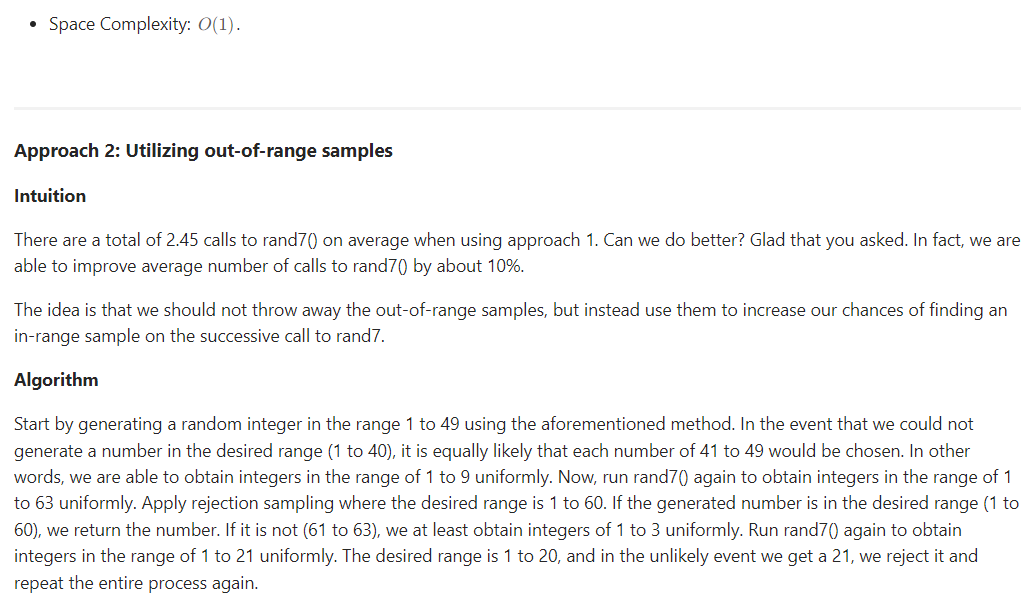 • Space Complexity: O(1).
Approach 2: Utilizing out-of-range samples
Intuition
There are a total of 2.45 calls to rand7() on average when using approach 1. Can we do better? Glad that you asked. In fact, we are
able to improve average number of calls to rand7() by about 10%.
The idea is that we should not throw away the out-of-range samples, but instead use them to increase our chances of finding an
in-range sample on the successive call to rand7.
Algorithm
Start by generating a random integer in the range 1 to 49 using the aforementioned method. In the event that we could not
generate a number in the desired range (1 to 40), it is equally likely that each number of 41 to 49 would be chosen. In other
words, we are able to obtain integers in the range of 1 to 9 uniformly. Now, run rand7() again to obtain integers in the range of 1
to 63 uniformly. Apply rejection sampling where the desired range is 1 to 60. If the generated number is in the desired range (1 to
60), we return the number. If it is not (61 to 63), we at least obtain integers of 1 to 3 uniformly. Run rand7() again to obtain
integers in the range of 1 to 21 uniformly. The desired range is 1 to 20, and in the unlikely event we get a 21, we reject it and
repeat the entire process again.